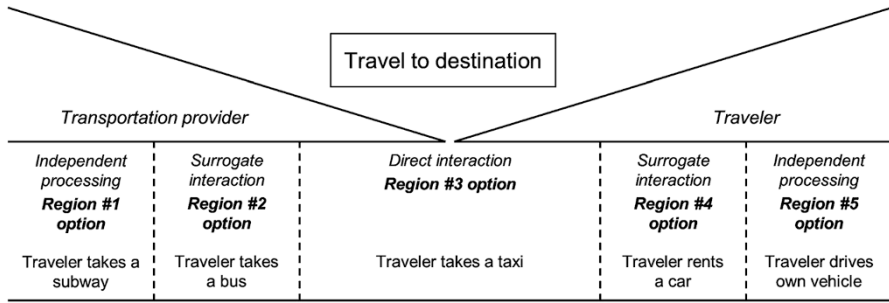 Travel to destination
Transportation provider
Traveler
Independent
processing
Region #1
option
Traveler takes a
subway
Surrogate
interaction
Region #2
option
Traveler takes
a bus
Direct interaction
Region #3 option
Traveler takes a taxi
Surrogate
interaction
Region #4
option
Traveler rents
a car
Independent
processing
Region #5
option
Traveler drives
own vehicle